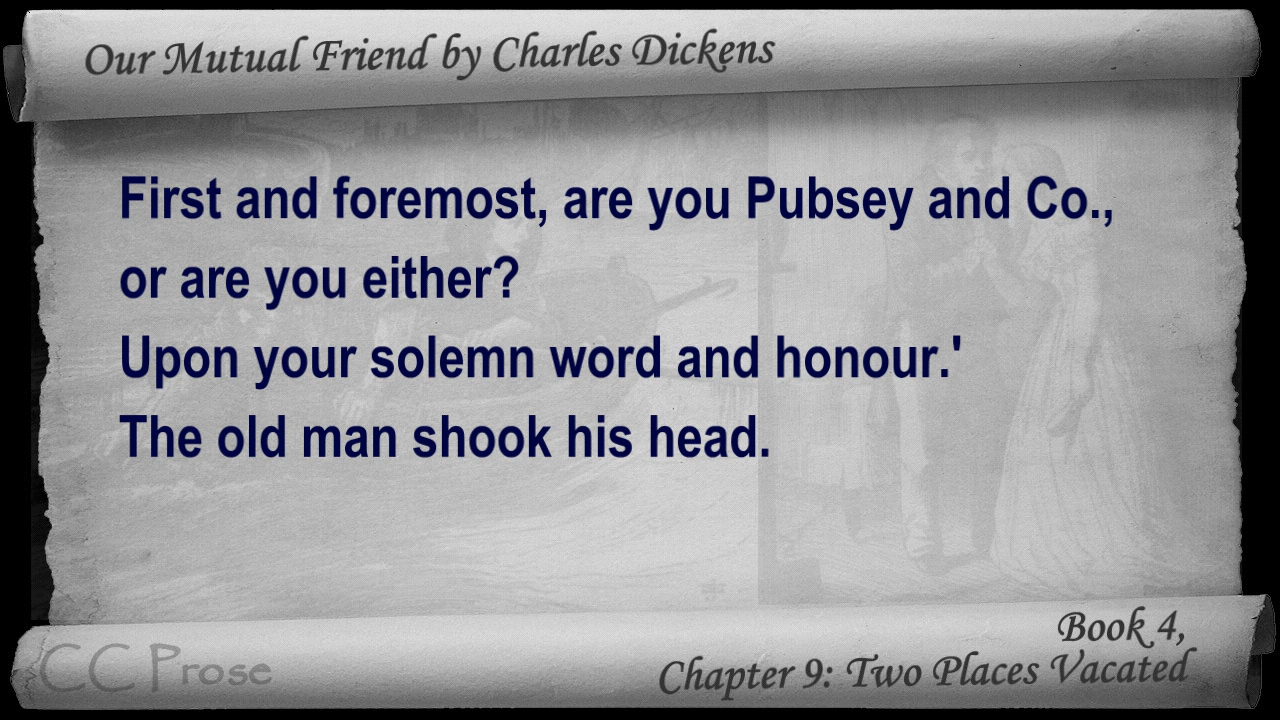 Our Mutual Friend by Charles Dickens
First and foremost, are you Pubsey and Co.,
or are you either?
Upon your solemn word and honour.'
The old man shook his head.
CC Prose
Book 4,
Chapter 9: Two Places Vacated